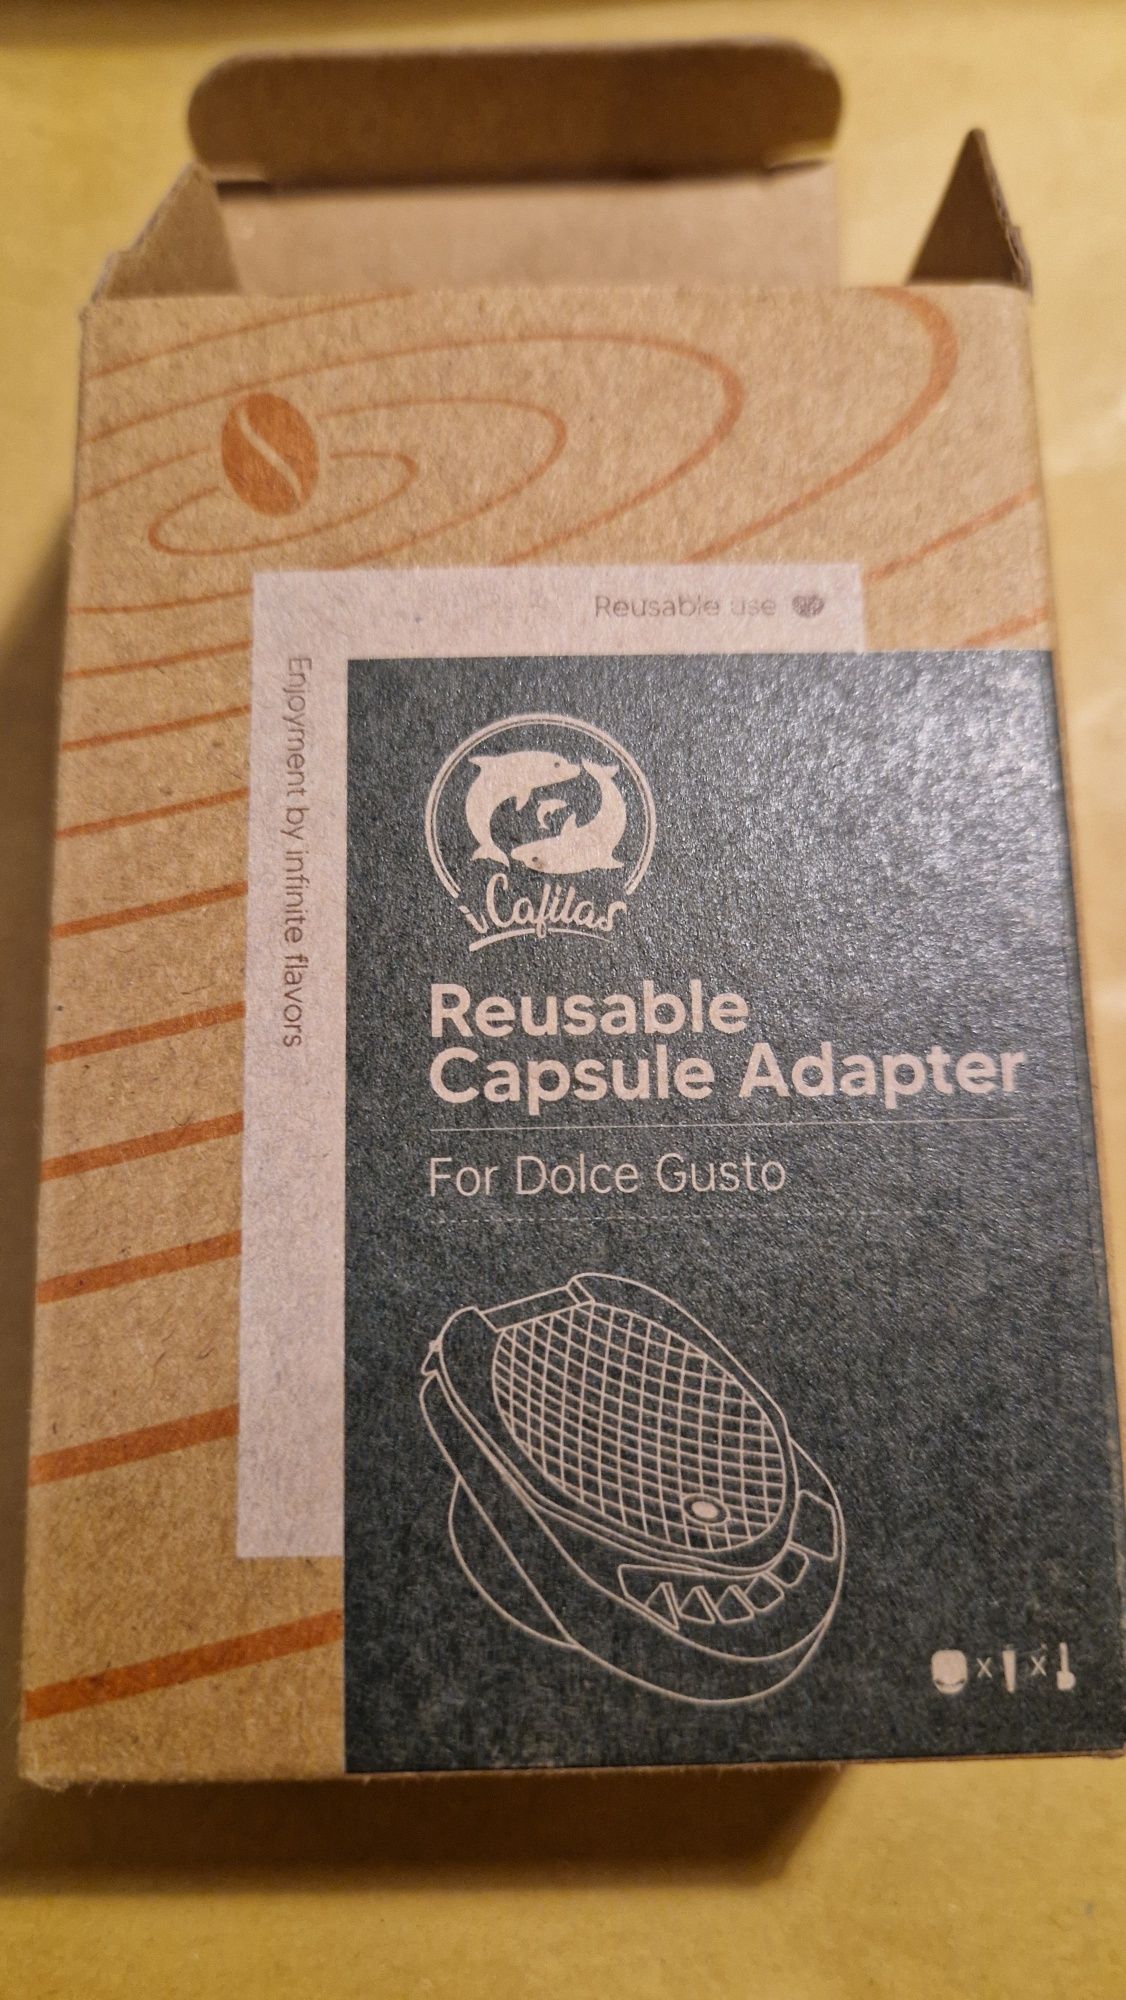 Reusable use
Enjoyment by infinite flavors
iCafilas
Reusable
Capsule Adapter
For Dolce Gusto
x x